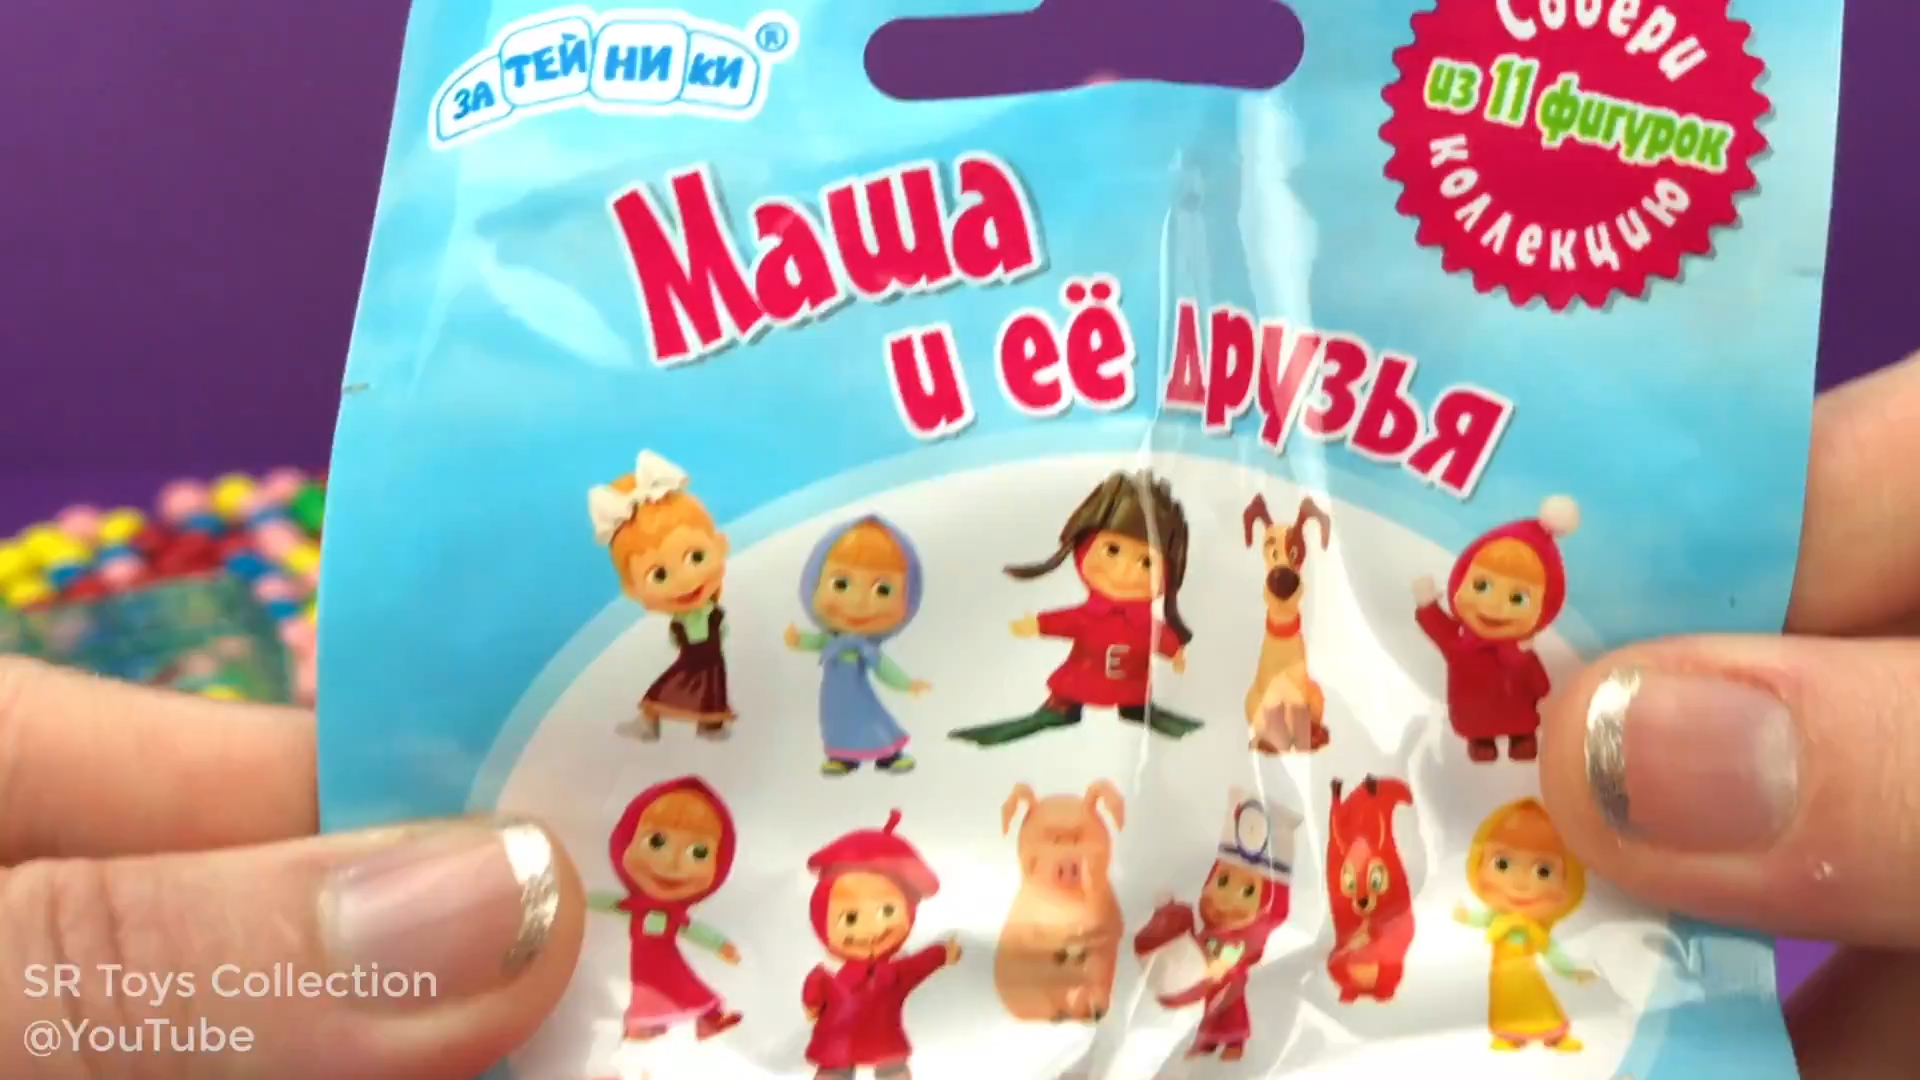 ЗАТЕЙНИКИ®
Собери
из 11 фигурок
коллекцию
Маша
и её друзья
E
SR Toys Collection
@YouTube